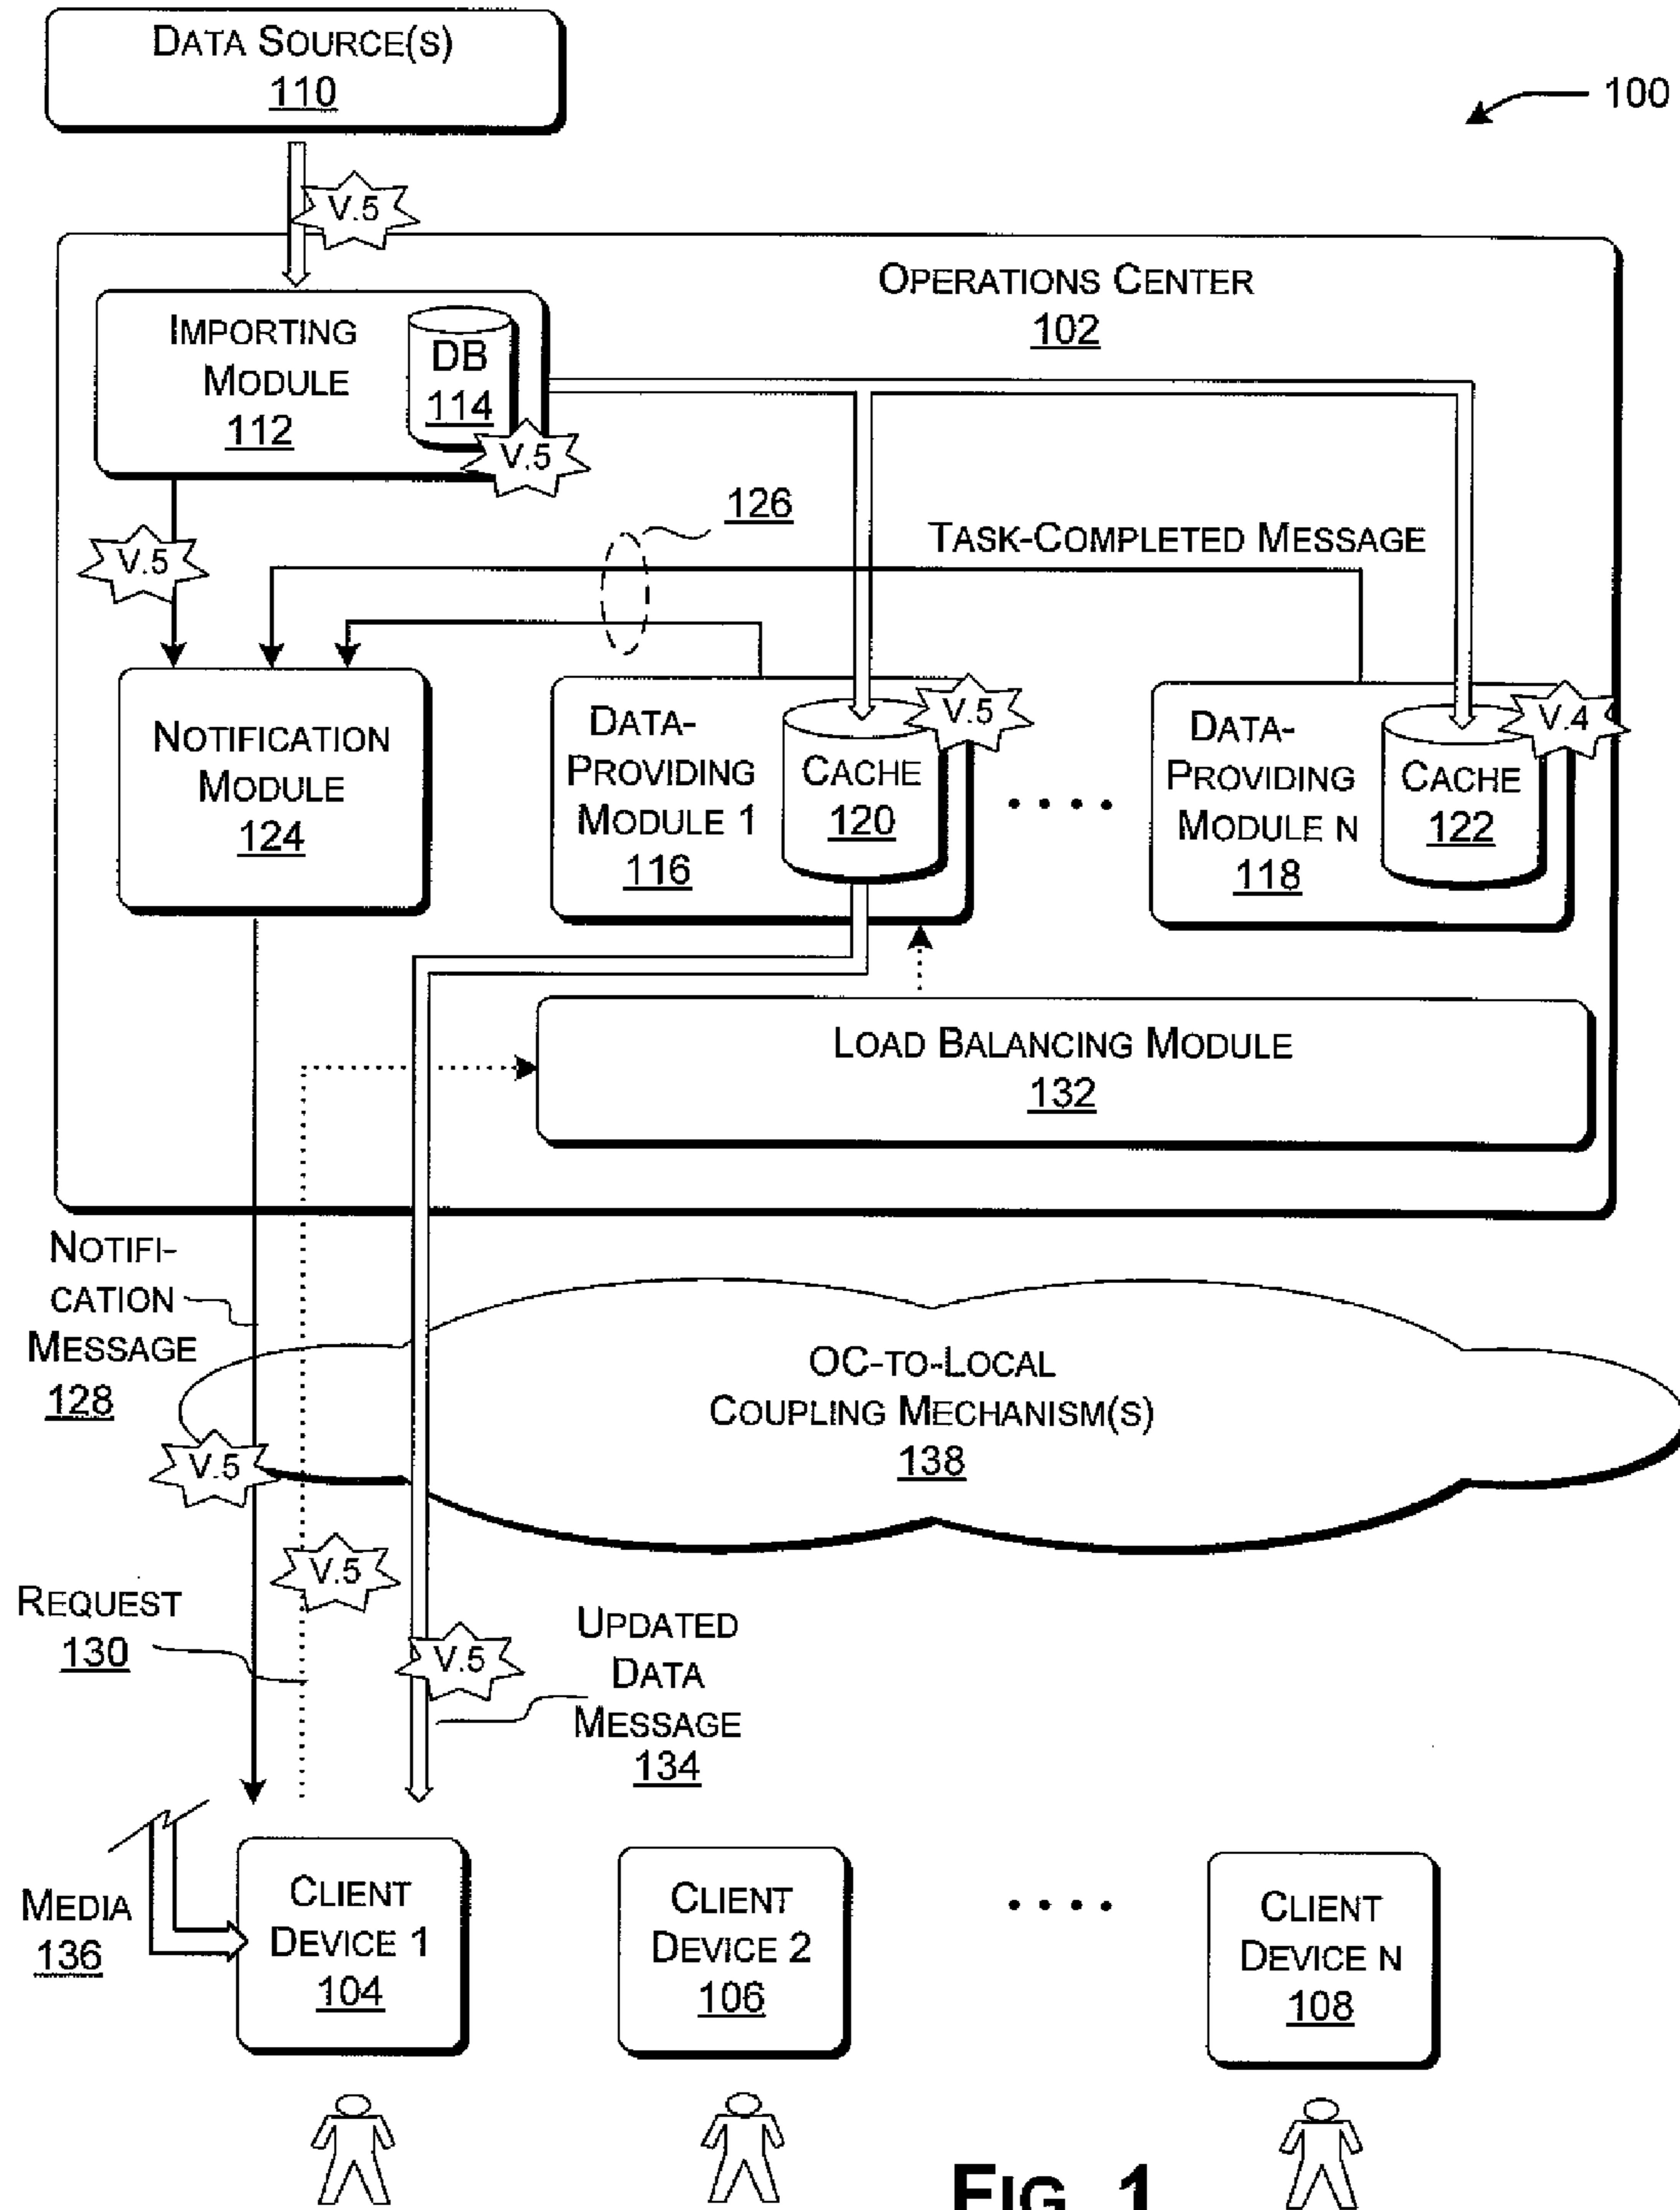 DATA SOURCE(S)
110
100
V.5
OPERATIONS CENTER
102
IMPORTING
MODULE
112
DB
114
V.5
126
TASK-COMPLETED MESSAGE
V.5
NOTIFICATION
MODULE
124
DATA-
PROVIDING
MODULE 1
116
CACHE
120
V.5
DATA-
PROVIDING
MODULE N
118
CACHE
122
V.4
LOAD BALANCING MODULE
132
NOTIFI-
CATION
MESSAGE
128
OC-TO-LOCAL
COUPLING MECHANISM(S)
138
V.5
V.5
REQUEST
130
V.5
UPDATED
DATA
MESSAGE
134
MEDIA
136
CLIENT
DEVICE 1
104
CLIENT
DEVICE 2
106
CLIENT
DEVICE N
108
FIG. 1